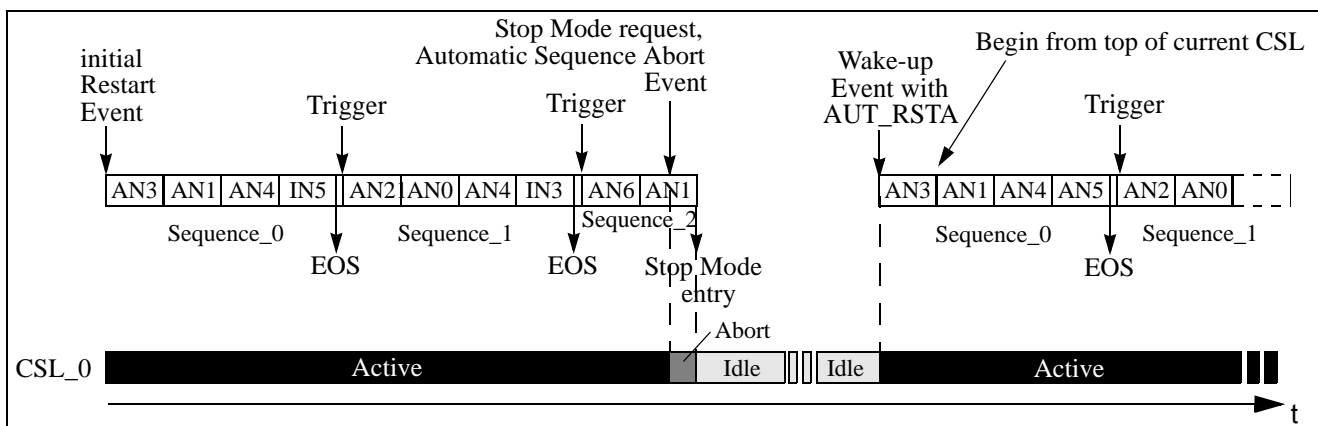 Stop Mode request,
Automatic Sequence Abort
Event
initial
Restart
Event
Trigger
Trigger
Wake-up
Event with
AUT_RSTA
Begin from top of current CSL
Trigger
AN3 AN1 AN4 IN5 AN21 AN0 AN4 IN3 AN6 AN1
AN3 AN1 AN4 AN5 AN2 AN0
Sequence_0
Sequence_1
Sequence_2
Sequence_0
Sequence_1
EOS
EOS
Stop Mode
entry
EOS
Abort
CSL_0
Active
Idle
Idle
Active
t